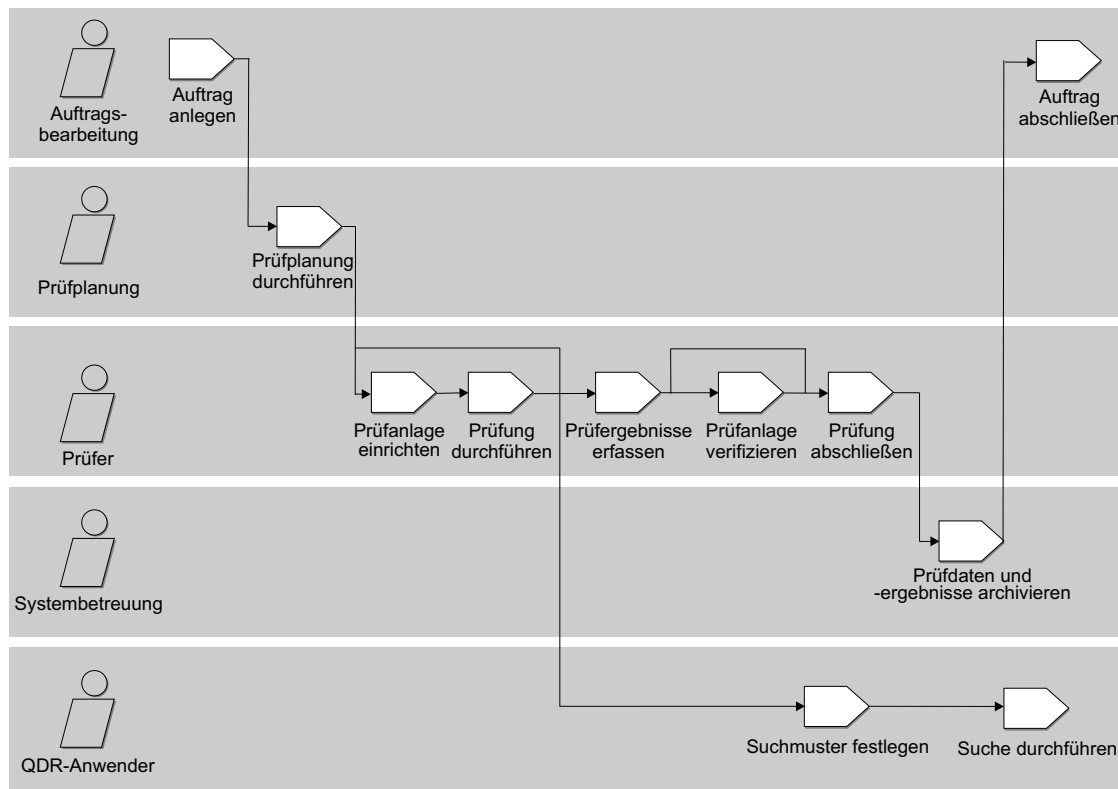 Auftrags-
bearbeitung
Auftrag
anlegen
Auftrag
abschließen
Prüfplanung
Prüfplanung
durchführen
Prüfer
Prüfanlage
einrichten
Prüfung
durchführen
Prüfergebnisse
erfassen
Prüfanlage
verifizieren
Prüfung
abschließen
Systembetreuung
Prüfdaten und
-ergebnisse archivieren
QDR-Anwender
Suchmuster festlegen
Suche durchführen